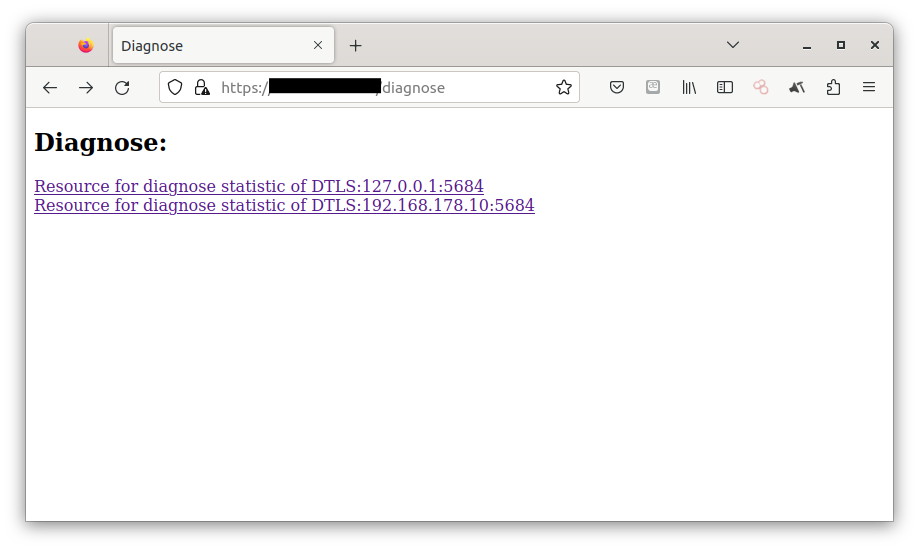 Diagnose
https:/ /diagnose
Diagnose:
Resource for diagnose statistic of DTLS:127.0.0.1:5684
Resource for diagnose statistic of DTLS:192.168.178.10:5684